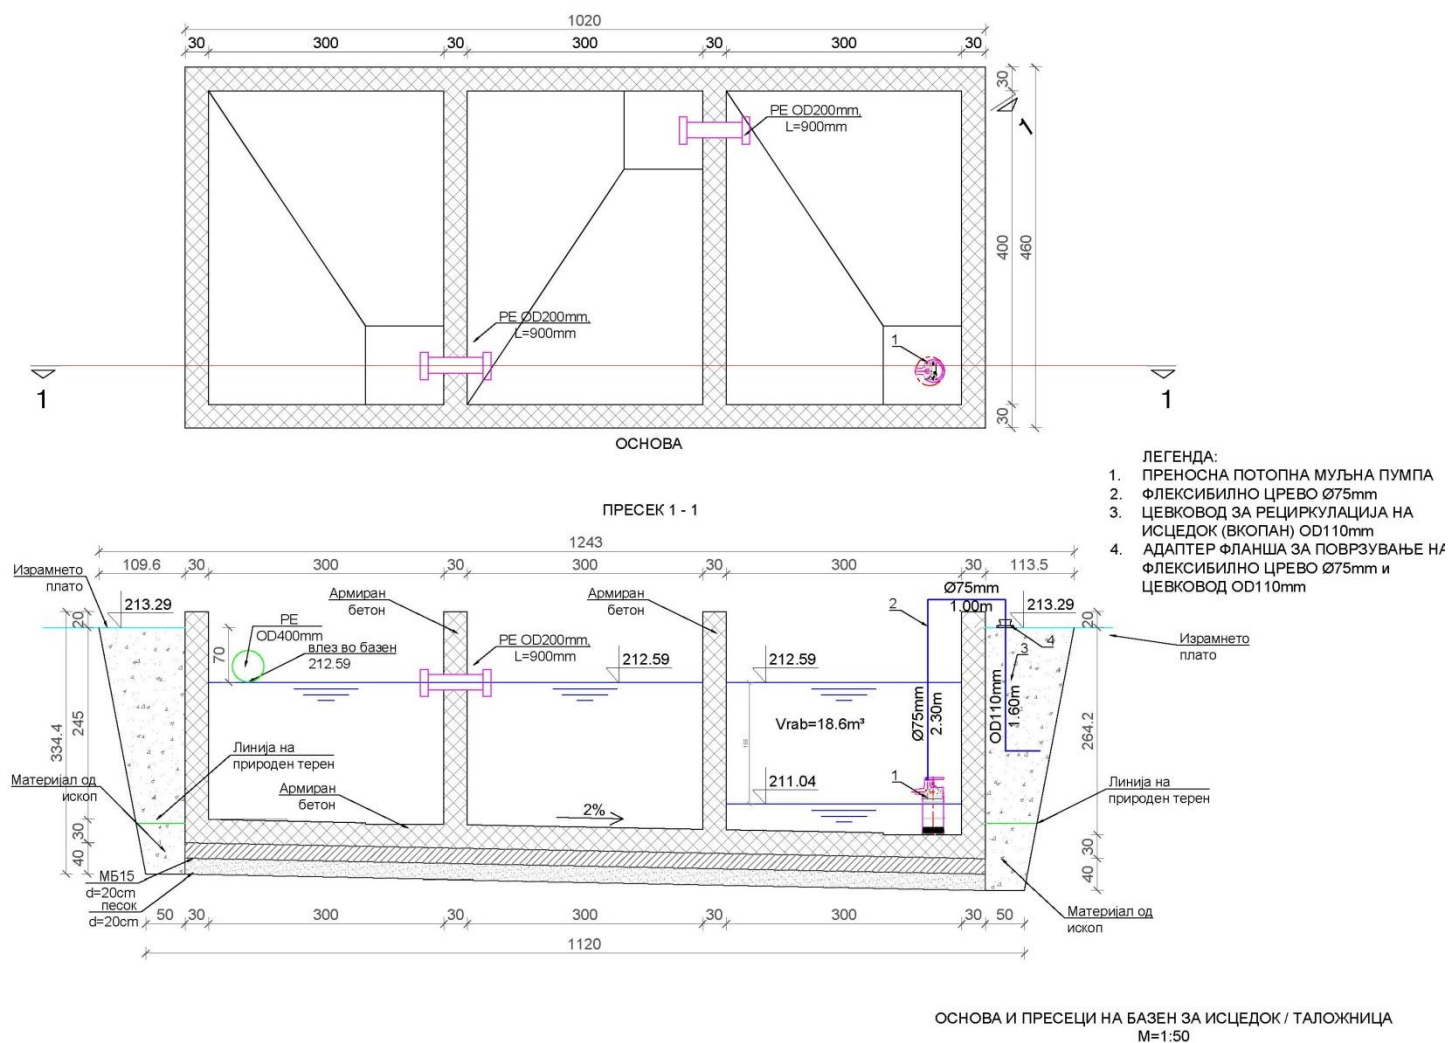 1020
30 300 30 300 30 300 30
PE OD200mm,
L=900mm
30
1
400
460
PE OD200mm,
L=900mm
1
1
1
30
ОСНОВА
ЛЕГЕНДА:
1. ПРЕНОСНА ПОТОПНА МУЉНА ПУМПА
2. ФЛЕКСИБИЛНО ЦРЕВО Ø75mm
3. ЦЕВКОВОД ЗА РЕЦИРКУЛАЦИЈА НА
ИСЦЕДОК (ВКОПАН) OD110mm
4. АДАПТЕР ФЛАНША ЗА ПОВРЗУВАЊЕ НА
ФЛЕКСИБИЛНО ЦРЕВО Ø75mm и
ЦЕВКОВОД OD110mm
ПРЕСЕК 1 - 1
1243
109.6 30 300 30 300 30 300 30 113.5
Израмнето
плато
213.29
20
PE
OD400mm
влез во базен
212.59
70
Армиран
бетон
PE OD200mm,
L=900mm
Армиран
бетон
212.59
212.59
2
Ø75mm
1.00m
213.29
20
4
3
Израмнето
плато
Ø75mm
2.30m
OD110mm
1.60m
Vrab=18.6m³
155
211.04
1
334.4
245
264.2
Линија на
природен терен
Материјал од
ископ
Армиран
бетон
2%
Линија на
природен терен
30
40
30
40
МБ15
d=20cm
песок
d=20cm
Материјал од
ископ
50 30 300 30 300 30 300 30 50
1120
ОСНОВА И ПРЕСЕЦИ НА БАЗЕН ЗА ИСЦЕДОК / ТАЛОЖНИЦА
М=1:50